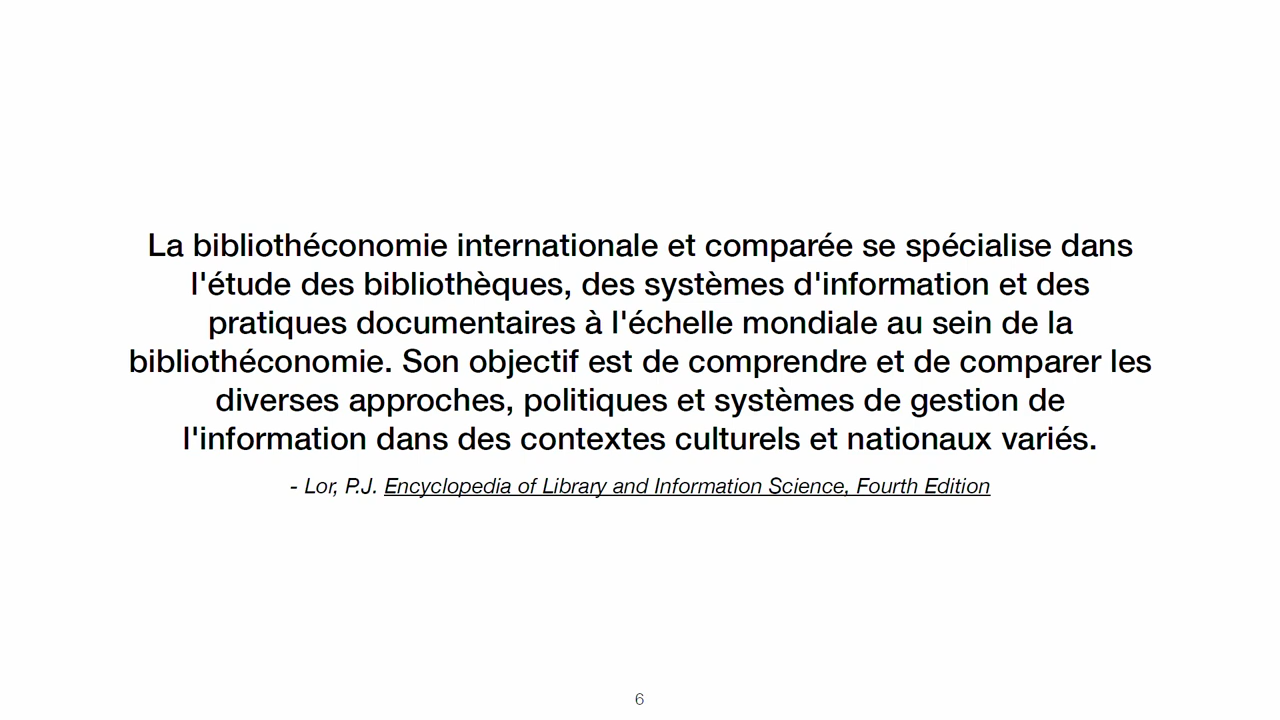 La bibliothéconomie internationale et comparée se spécialise dans
l'étude des bibliothèques, des systèmes d'information et des
pratiques documentaires à l'échelle mondiale au sein de la
bibliothéconomie. Son objectif est de comprendre et de comparer les
diverses approches, politiques et systèmes de gestion de
l'information dans des contextes culturels et nationaux variés.
- Lor, P.J. Encyclopedia of Library and Information Science, Fourth Edition
6